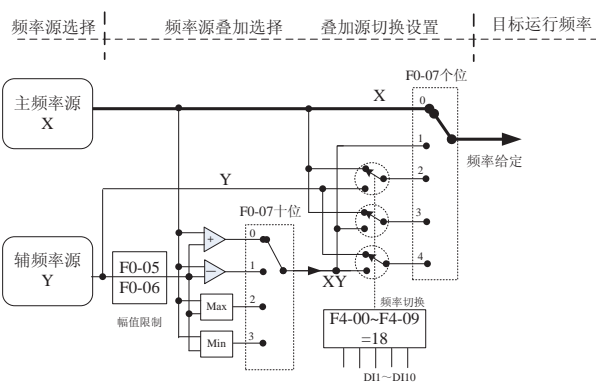 频率源选择
频率源叠加选择
叠加源切换设置
目标运行频率
F0-07个位
主频率源
X
X
0
1
频率给定
2
3
4
Y
F0-07十位
辅频率源
Y
F0-05
F0-06
幅值限制
+
—
Max
Min
0
1
2
3
XY
频率切换
F4-00~F4-09
=18
DI1~DI10